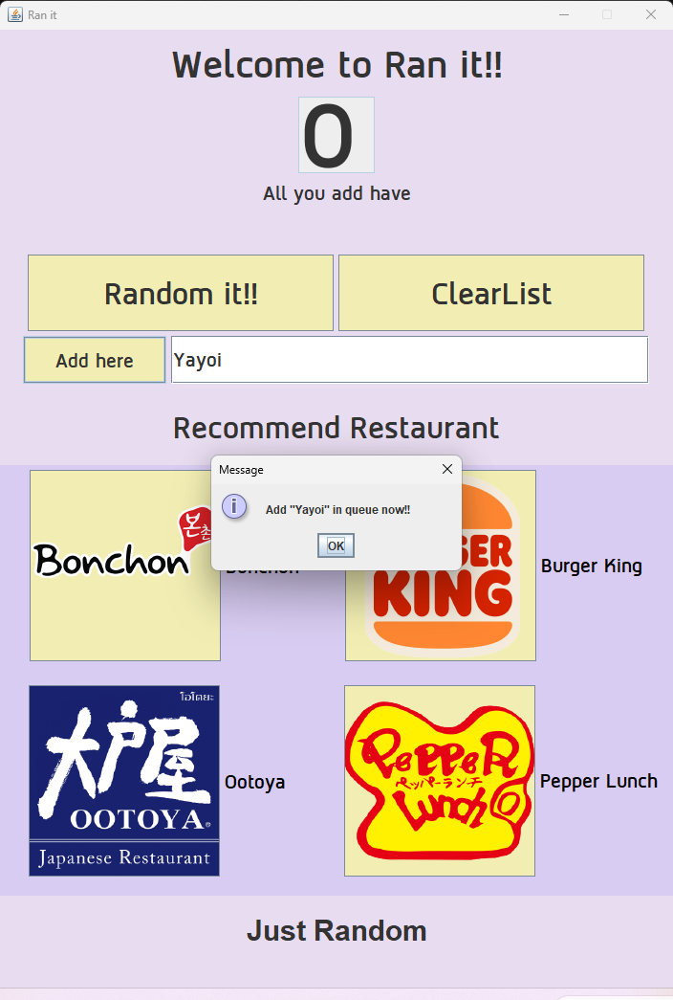 Ran it
Welcome to Ran it!!
0
All you add have
Random it!!
ClearList
Add here
Yayoi
Recommend Restaurant
Message
Add "Yayoi" in queue now!!
OK
본촌
Bonchon
Bonchon
KING
Burger King
โอโตยะ
大戸屋
OOTOYA®
Japanese Restaurant
Ootoya
PepPeR
ペッパーランチ
Lunch
Pepper Lunch
Just Random